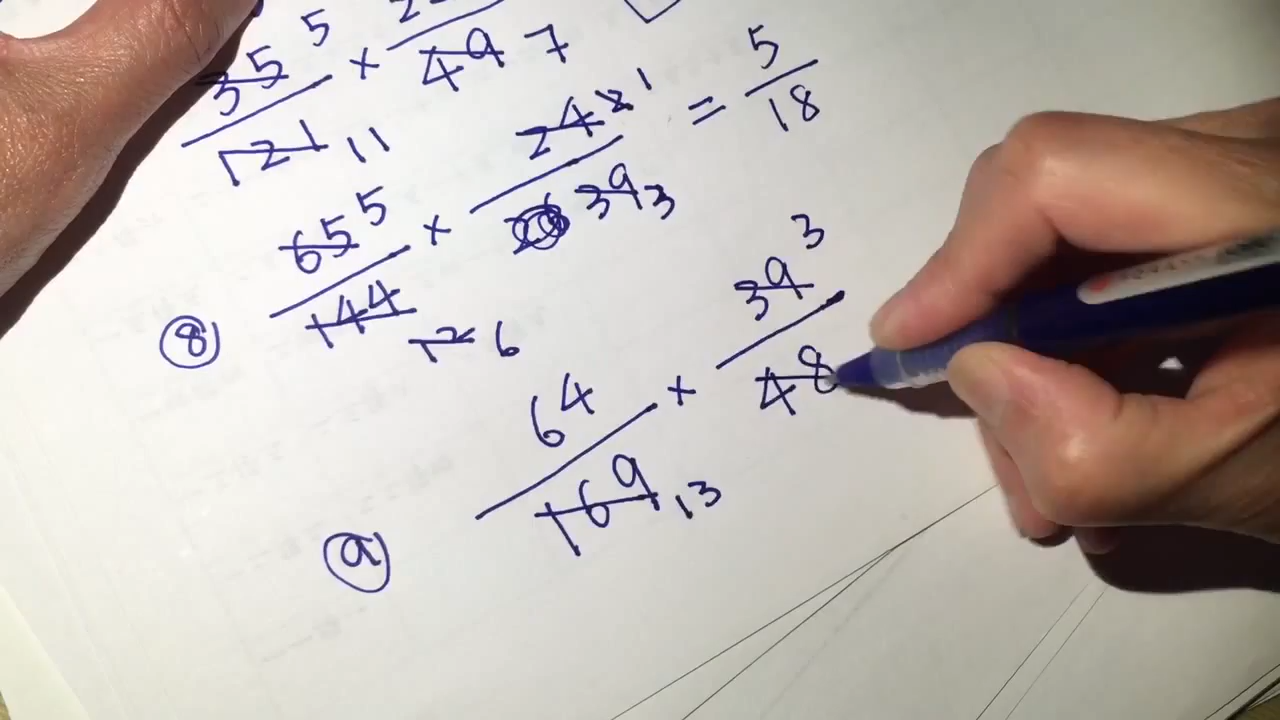 35 5 × 49 7
121 11
⑧ 65 5 / 144 12 6 × 24 2 1 / 39 3 = 5 / 18
⑨ 64 / 169 13 × 39 3 / 48